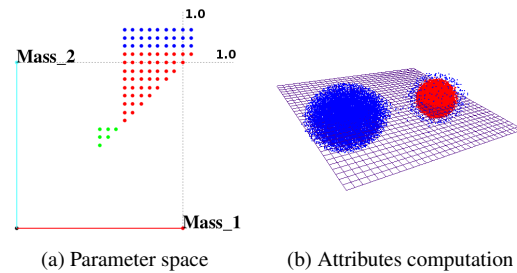 1.0
Mass_2
1.0
Mass_1
(a) Parameter space
(b) Attributes computation